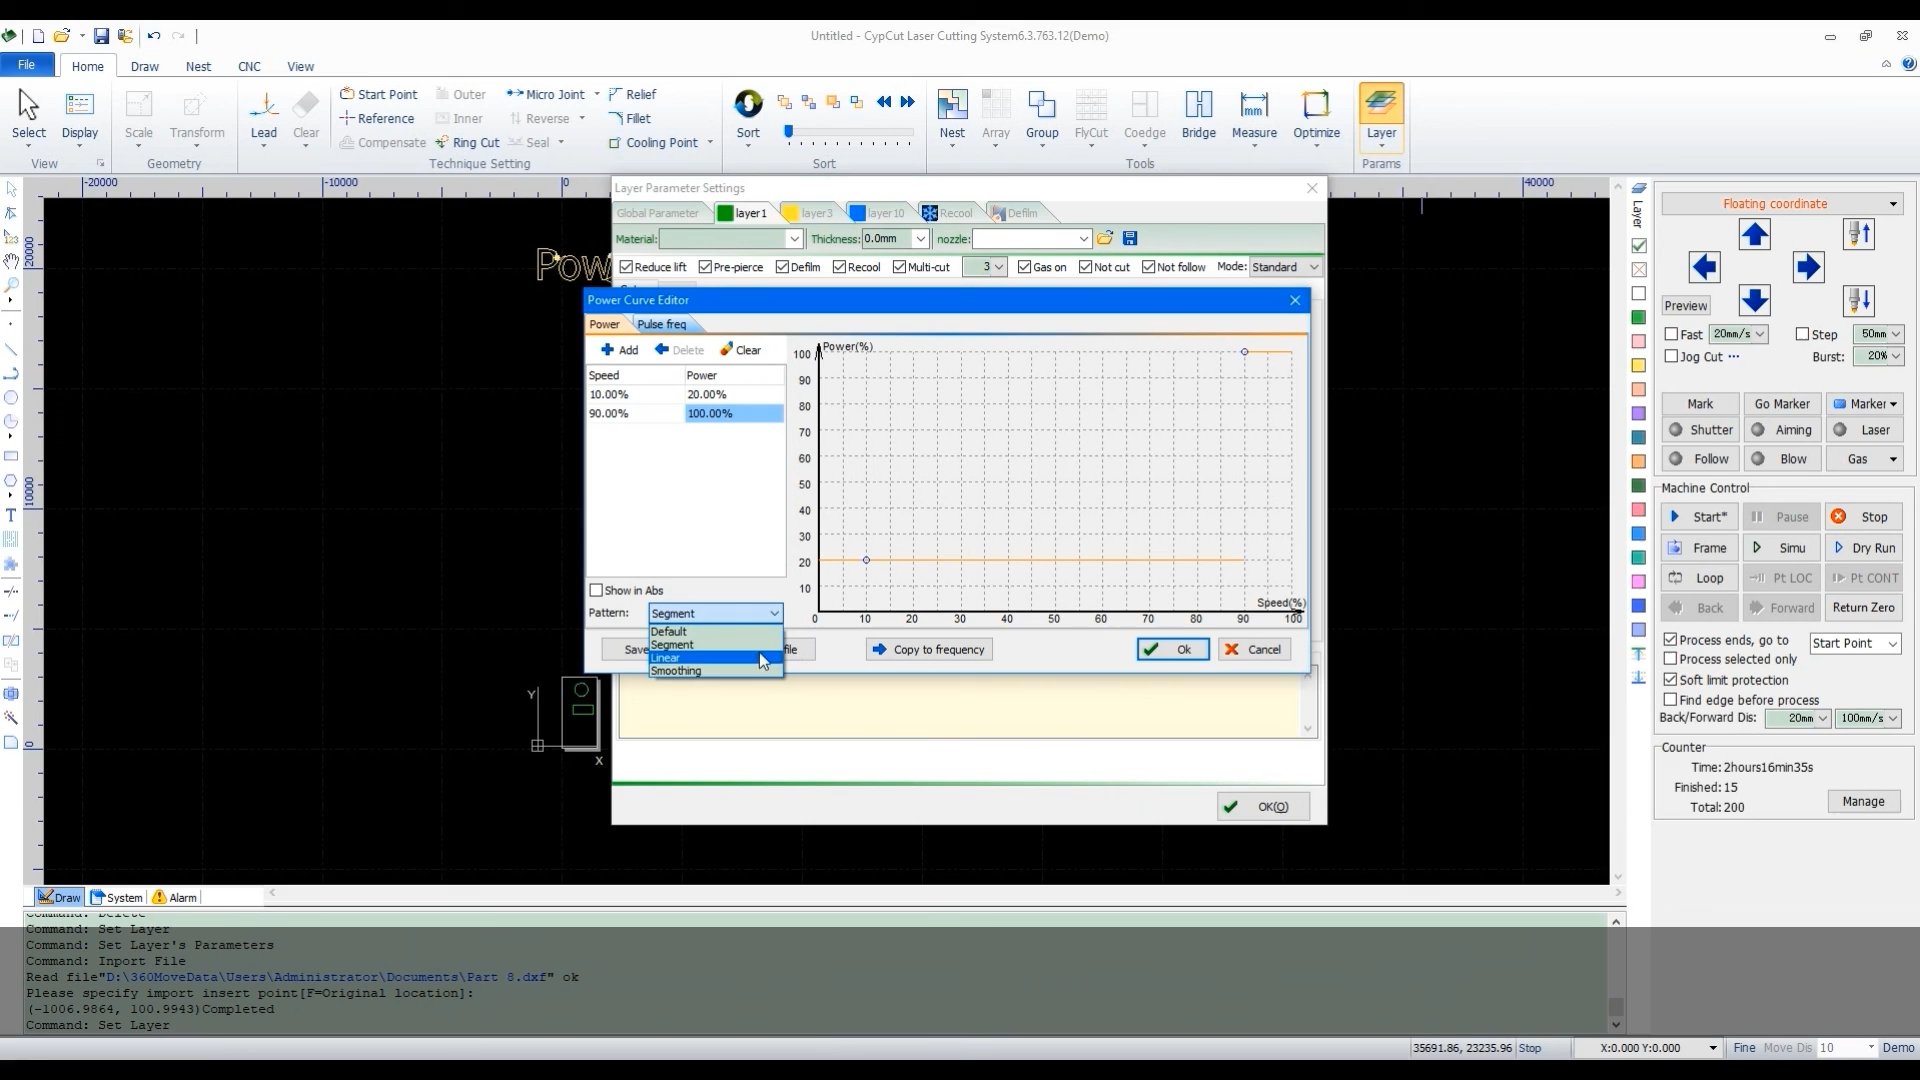 Untitled - CypCut Laser Cutting System6.3.763.12(Demo)
File Home Draw Nest CNC View
Start Point Outer Micro Joint Relief
Reference Inner Reverse Fillet
Compensate Ring Cut Seal Cooling Point
Select Display Scale Transform Lead Clear Sort Nest Array Group FlyCut Coedge Bridge Measure Optimize Layer
View Geometry Technique Setting Sort Tools Params
-20000 -10000 0 40000
20000
10000
0
Pow
Y
X
Layer Parameter Settings
Global Parameter layer1 layer3 layer10 Recool Defilm
Material: Thickness: 0.0mm nozzle:
Reduce lift Pre-pierce Defilm Recool Multi-cut 3 Gas on Not cut Not follow Mode: Standard
Power Curve Editor
Power Pulse freq
Add Delete Clear
Speed Power
10.00% 20.00%
90.00% 100.00%
Power(%)
100
90
80
70
60
50
40
30
20
10
Speed(%)
0 10 20 30 40 50 60 70 80 90 100
Show in Abs
Pattern: Segment
Default
Segment
Linear
Smoothing
Save
file
Copy to frequency
Ok
Cancel
OK(O)
Layer
123
T
Floating coordinate
Preview
Fast 20mm/s Step 50mm
Jog Cut Burst: 20%
Mark Go Marker Marker
Shutter Aiming Laser
Follow Blow Gas
Machine Control
Start* Pause Stop
Frame Simu Dry Run
Loop Pt LOC Pt CONT
Back Forward Return Zero
Process ends, go to Start Point
Process selected only
Soft limit protection
Find edge before process
Back/Forward Dis: 20mm 100mm/s
Counter
Time: 2hours16min35s
Finished: 15
Total: 200
Manage
Draw System Alarm
Command: Delete
Command: Set Layer
Command: Set Layer's Parameters
Command: Inport File
Read file"D:\360MoveData\Users\Administrator\Documents\Part 8.dxf" ok
Please specify import insert point[F=Original location]:
(-1006.9864, 100.9943)Completed
Command: Set Layer
35691.86, 23235.96 Stop X:0.000 Y:0.000 Fine Move Dis 10 Demo